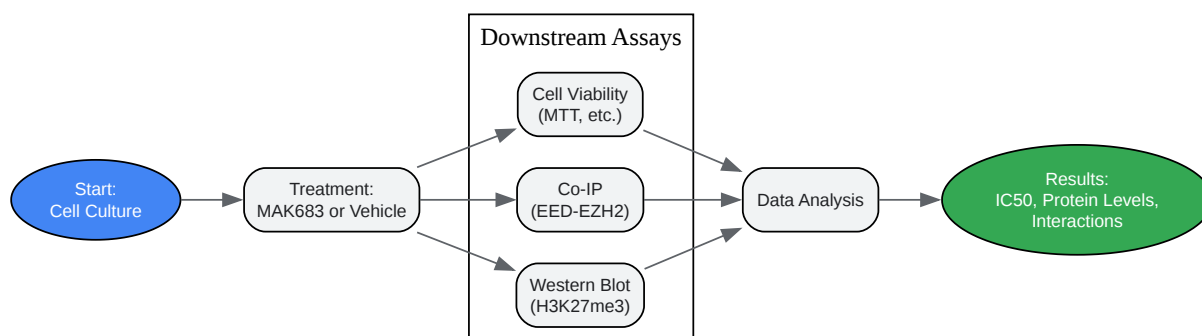 Downstream Assays
Cell Viability
(MTT, etc.)
Start:
Cell Culture
Treatment:
MAK683 or Vehicle
Co-IP
(EED-EZH2)
Data Analysis
Results:
IC50, Protein Levels,
Interactions
Western Blot
(H3K27me3)